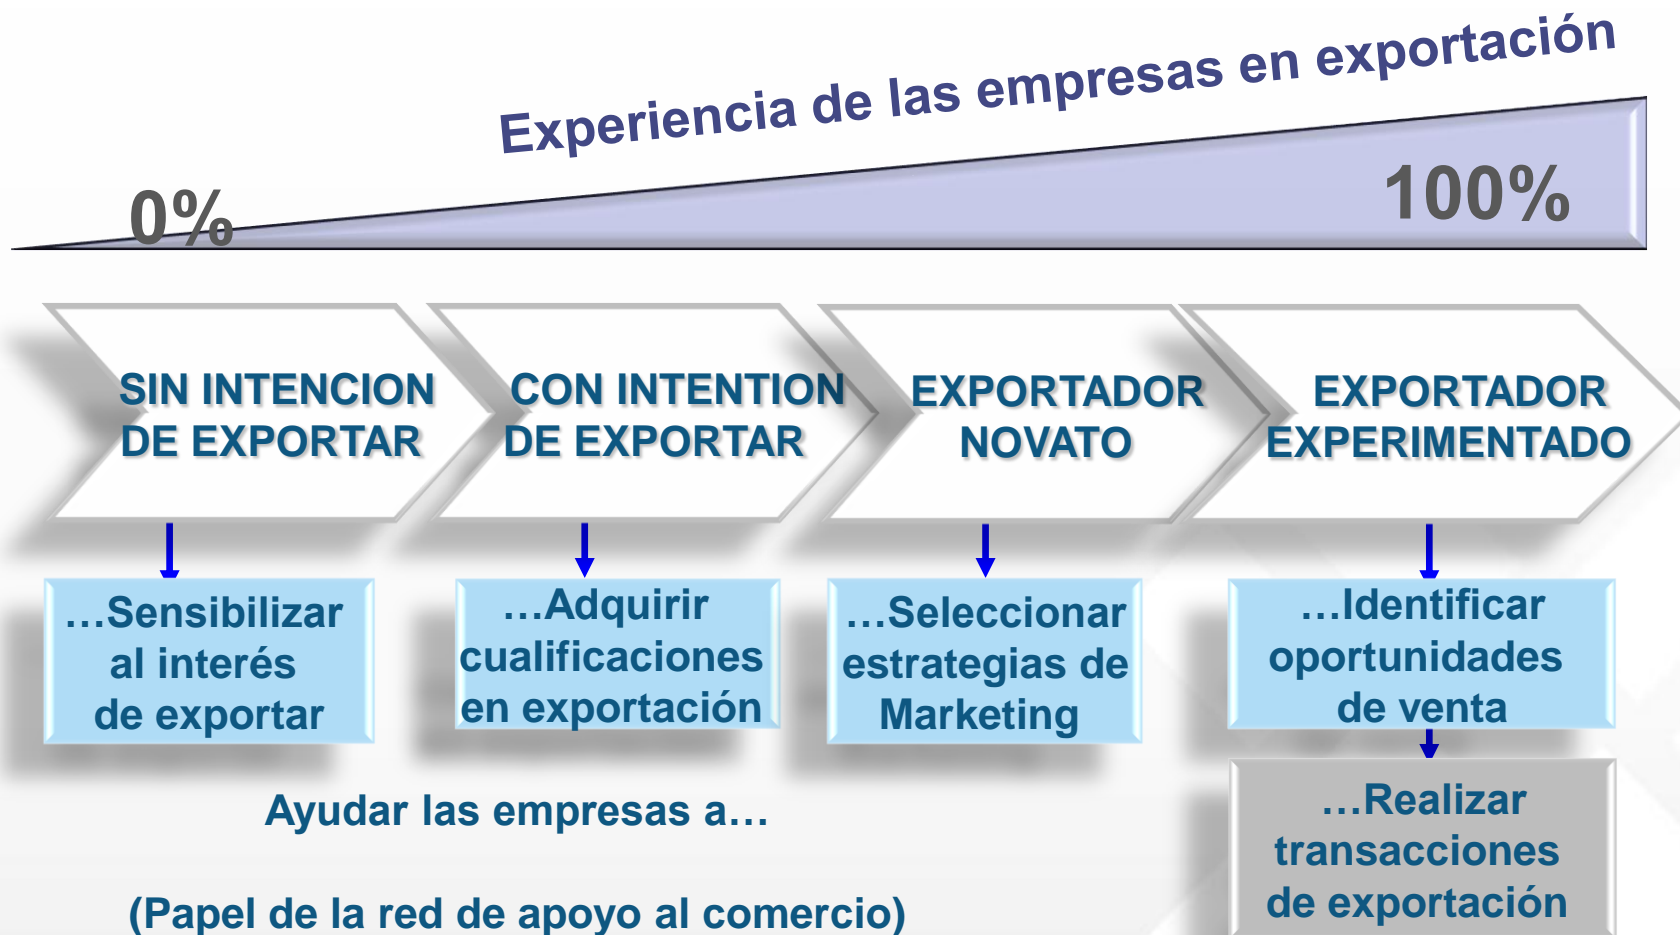 Experiencia de las empresas en exportación
0%
100%
SIN INTENCION
DE EXPORTAR
CON INTENTION
DE EXPORTAR
EXPORTADOR
NOVATO
EXPORTADOR
EXPERIMENTADO
…Sensibilizar
al interés
de exportar
…Adquirir
cualificaciones
en exportación
…Seleccionar
estrategias de
Marketing
…Identificar
oportunidades
de venta
…Realizar
transacciones
de exportación
Ayudar las empresas a…
(Papel de la red de apoyo al comercio)